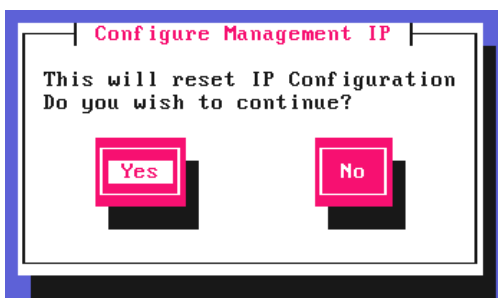 Configure Management IP
This will reset IP Configuration
Do you wish to continue?
Yes No